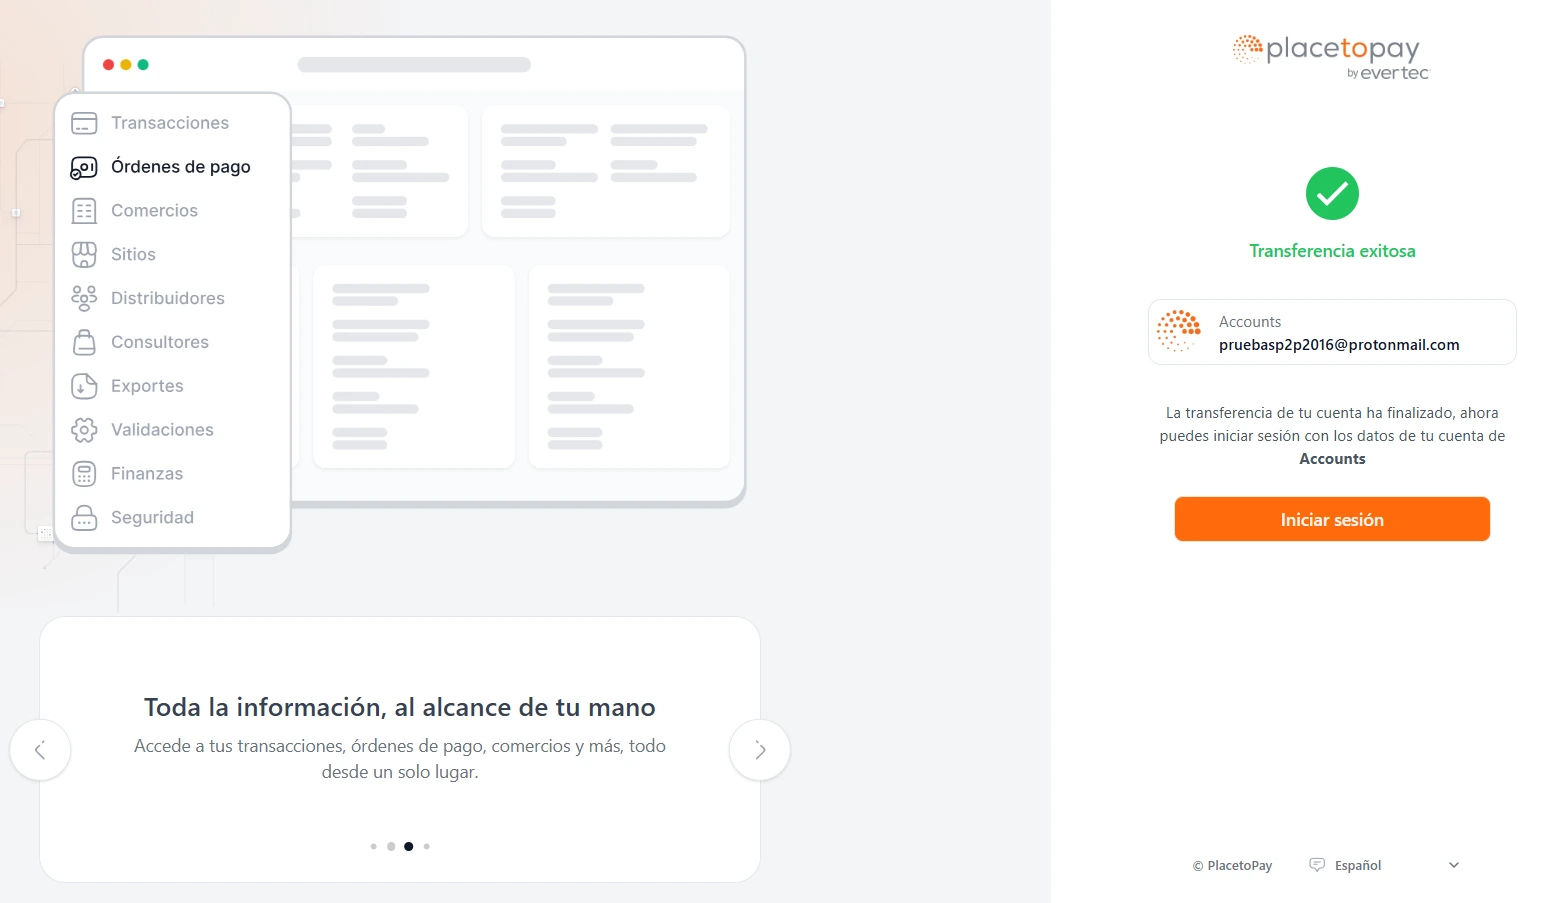 Transacciones
Órdenes de pago
Comercios
Sitios
Distribuidores
Consultores
Exportes
Validaciones
Finanzas
Seguridad
Toda la información, al alcance de tu mano
Accede a tus transacciones, órdenes de pago, comercios y más, todo
desde un solo lugar.
placetopay
by evertec
Transferencia exitosa
Accounts
pruebasp2p2016@protonmail.com
La transferencia de tu cuenta ha finalizado, ahora
puedes iniciar sesión con los datos de tu cuenta de
Accounts
Iniciar sesión
© PlacetoPay
Español